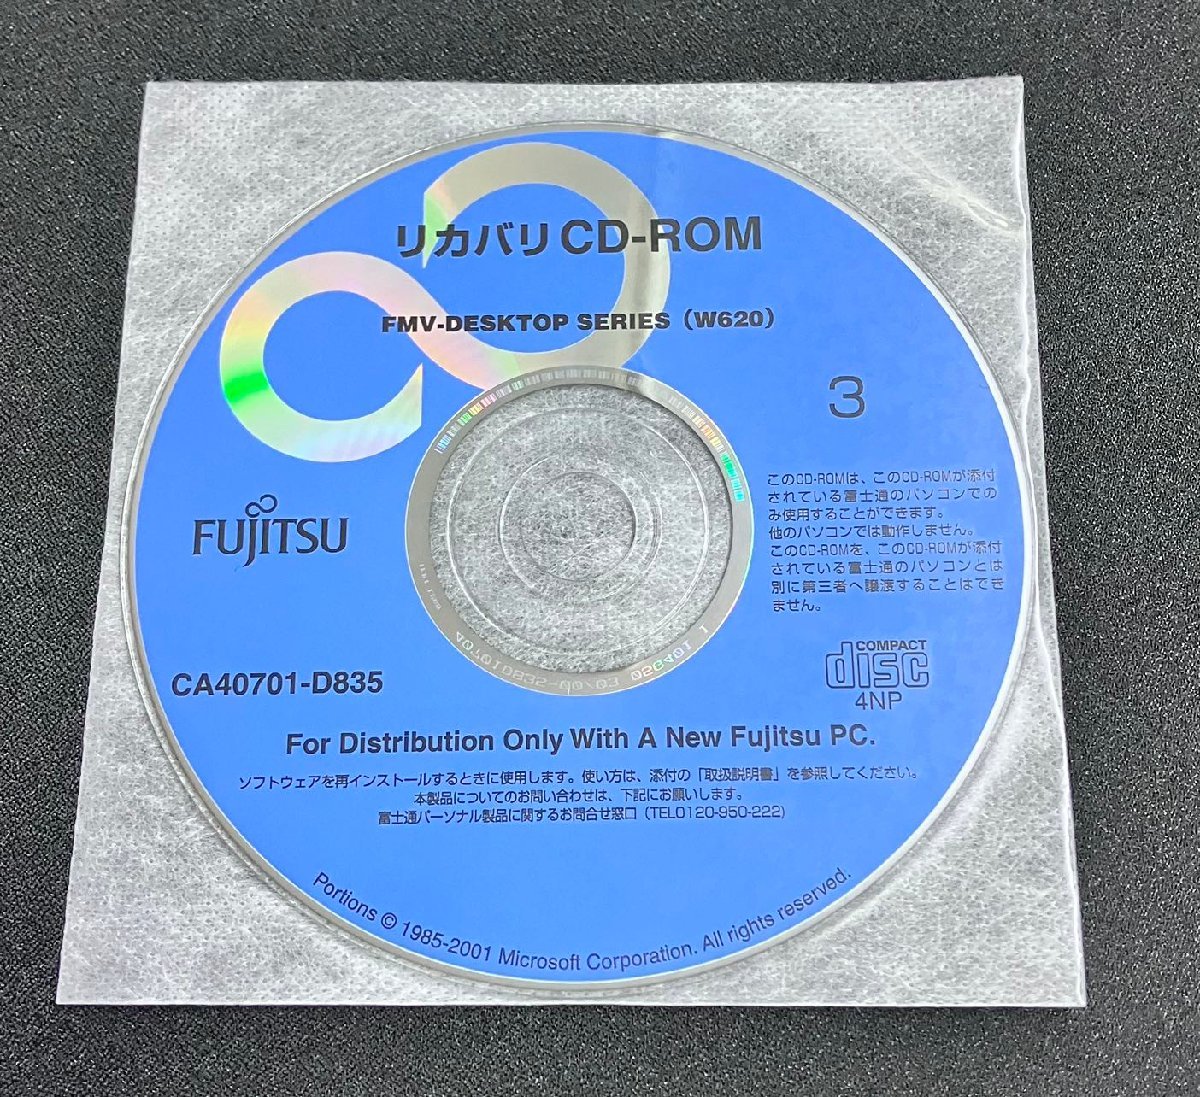 リカバリ CD-ROM
FMV-DESKTOP SERIES (W620)
3
このCD-ROMは、このCD-ROMが添付
されている富士通のパソコンでの
み使用することができます。
他のパソコンでは動作しません。
このCD-ROMを、このCD-ROMが添付
されている富士通のパソコンとは
別に第三者へ譲渡することはでき
ません。
FUJITSU
CA40701-D835
COMPACT
disc
4NP
For Distribution Only With A New Fujitsu PC.
ソフトウェアを再インストールするときに使用します。使い方は、添付の「取扱説明書」を参照してください。
本製品についてのお問い合わせは、下記にお願いします。
富士通パーソナル製品に関するお問合せ窓口(TEL0120-950-222)
Portions © 1985-2001 Microsoft Corporation. All rights reserved.